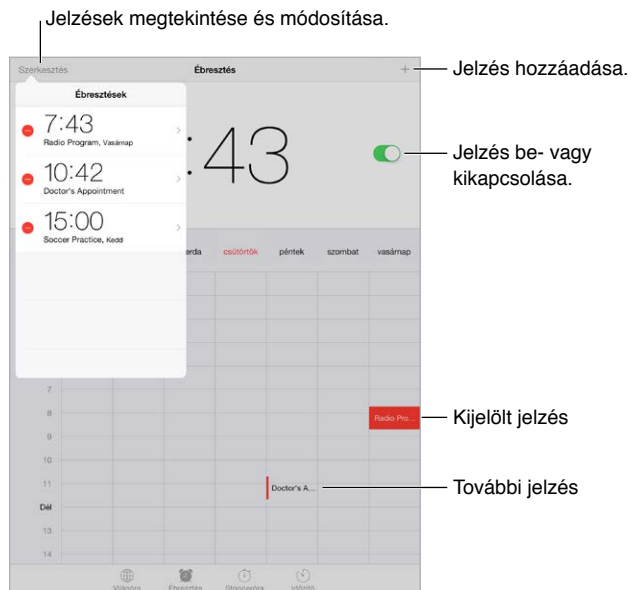 Jelzések megtekintése és módosítása.
Szerkesztés
Ébresztés
+
Jelzés hozzáadása.
Ébresztések
7:43
Radio Program, Vasárnap
:43
10:42
Doctor's Appointment
Jelzés be- vagy
kikapcsolása.
15:00
Soccer Practice, Kedd
erda csütörtök péntek szombat vasárnap
7
8
Radio Pro...
Kijelölt jelzés
9
10
11
Doctor's A...
További jelzés
Dél
13
14
Világóra Ébresztés Stopperóra Időzítő